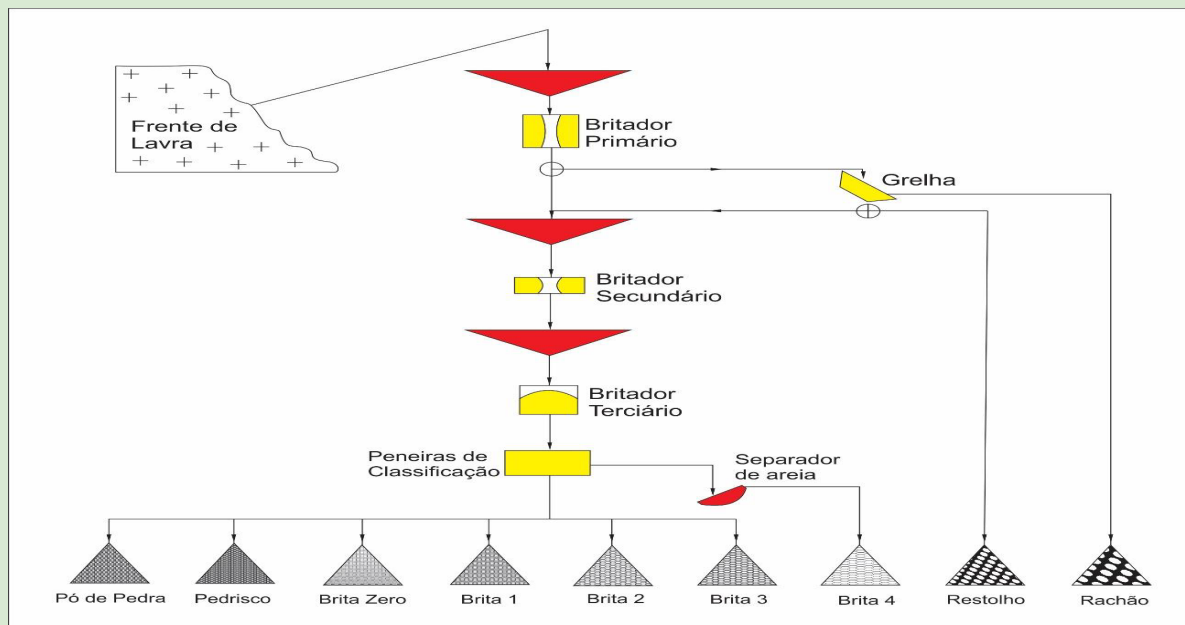 Frente de
Lavra
Britador
Primário
Grelha
Britador
Secundário
Britador
Terciário
Peneiras de
Classificação
Separador
de areia
Pó de Pedra
Pedrisco
Brita Zero
Brita 1
Brita 2
Brita 3
Brita 4
Restolho
Rachão